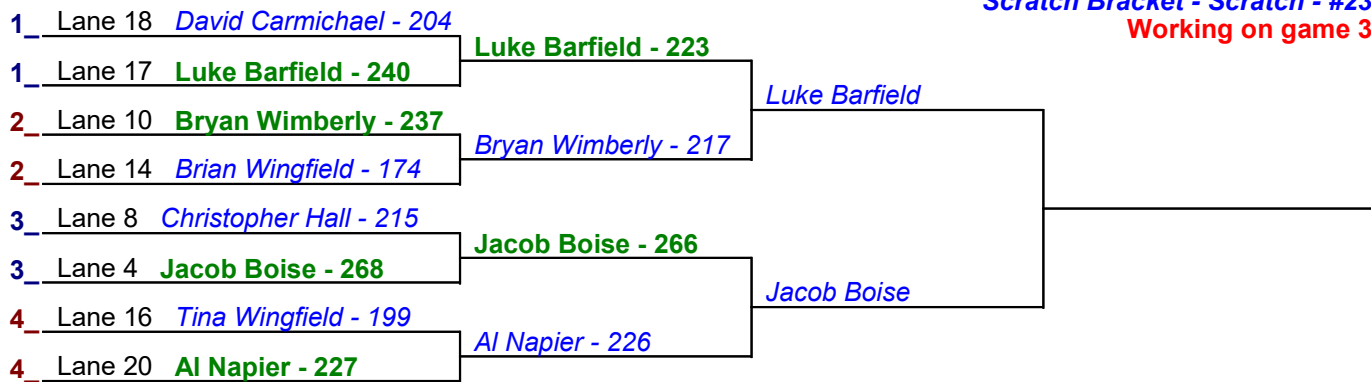 Scratch Bracket - Scratch - #23
Working on game 3
1_ Lane 18 David Carmichael - 204
Luke Barfield - 223
1_ Lane 17 Luke Barfield - 240
Luke Barfield
2_ Lane 10 Bryan Wimberly - 237
Bryan Wimberly - 217
2_ Lane 14 Brian Wingfield - 174
3_ Lane 8 Christopher Hall - 215
Jacob Boise - 266
3_ Lane 4 Jacob Boise - 268
Jacob Boise
4_ Lane 16 Tina Wingfield - 199
Al Napier - 226
4_ Lane 20 Al Napier - 227